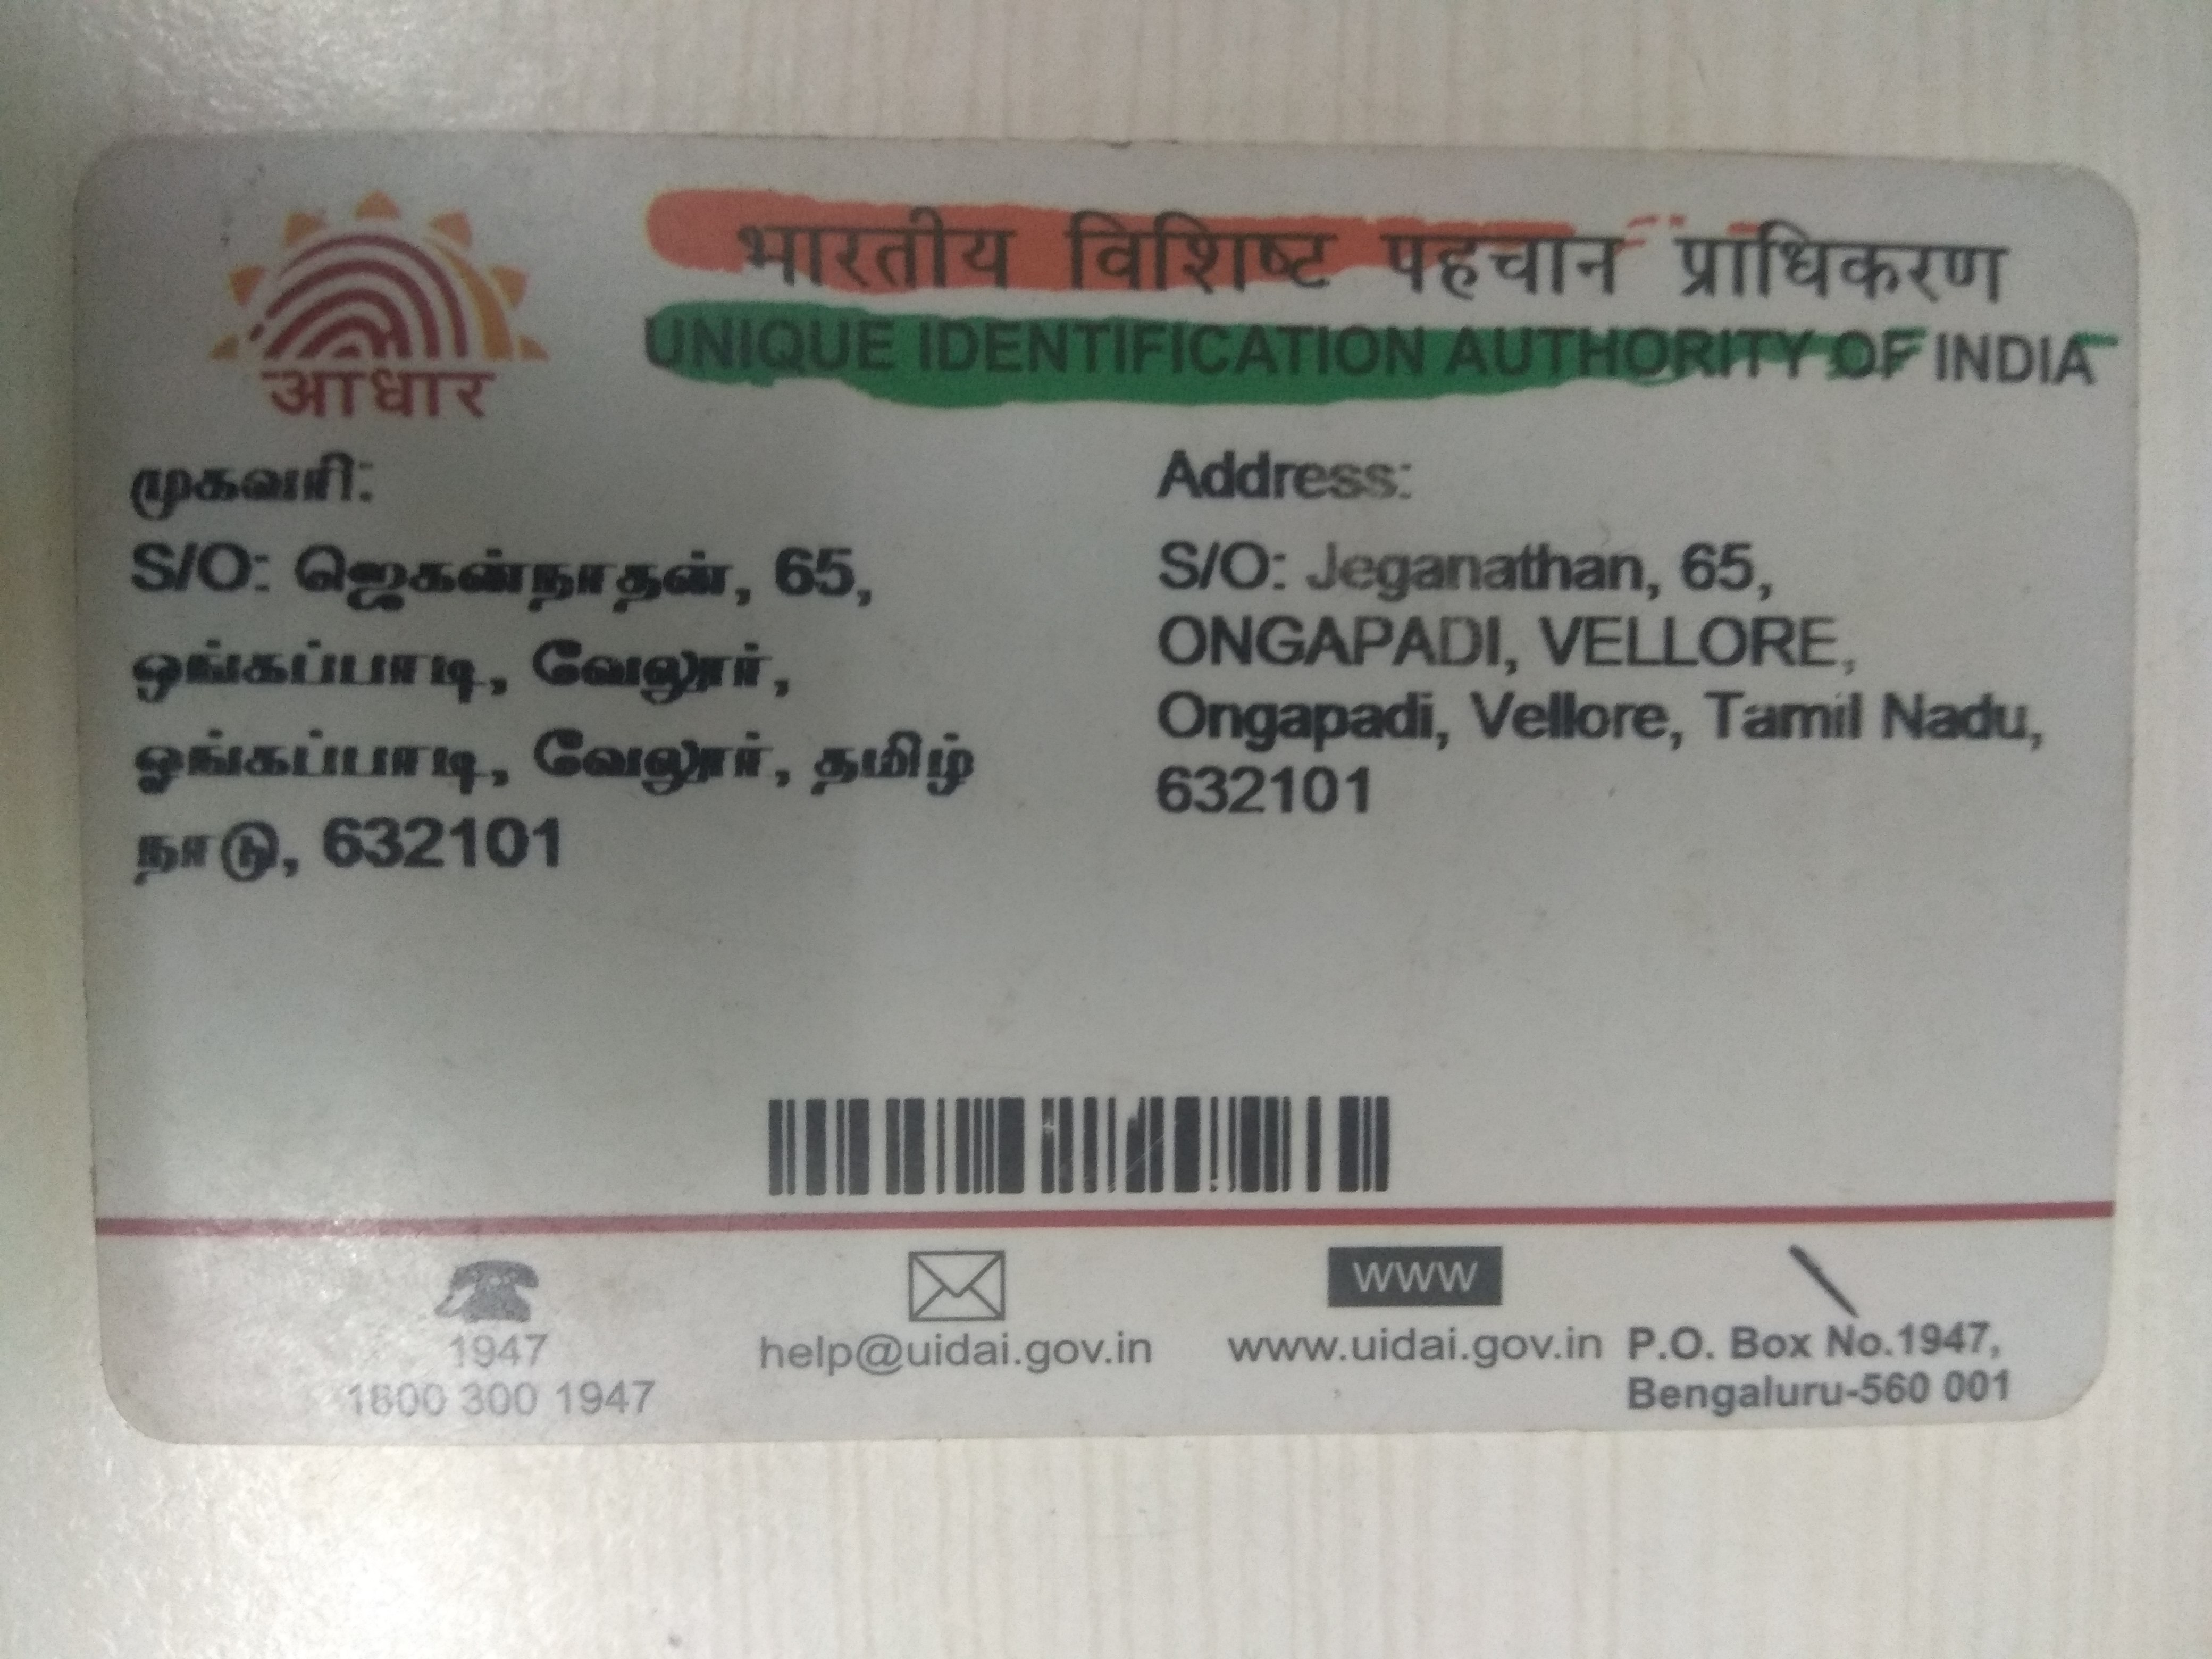 भारतीय विशिष्ट पहचान प्राधिकरण
UNIQUE IDENTIFICATION AUTHORITY OF INDIA
आधार
முகவரி:
S/O: ஜெகன்நாதன், 65,
ஒங்கப்பாடி, வேலூர்,
ஓங்கப்பாடி, வேலூர், தமிழ்
நாடு, 632101
Address:
S/O: Jeganathan, 65,
ONGAPADI, VELLORE,
Ongapadi, Vellore, Tamil Nadu,
632101
1947
1800 300 1947
help@uidai.gov.in
www
www.uidai.gov.in
P.O. Box No.1947,
Bengaluru-560 001